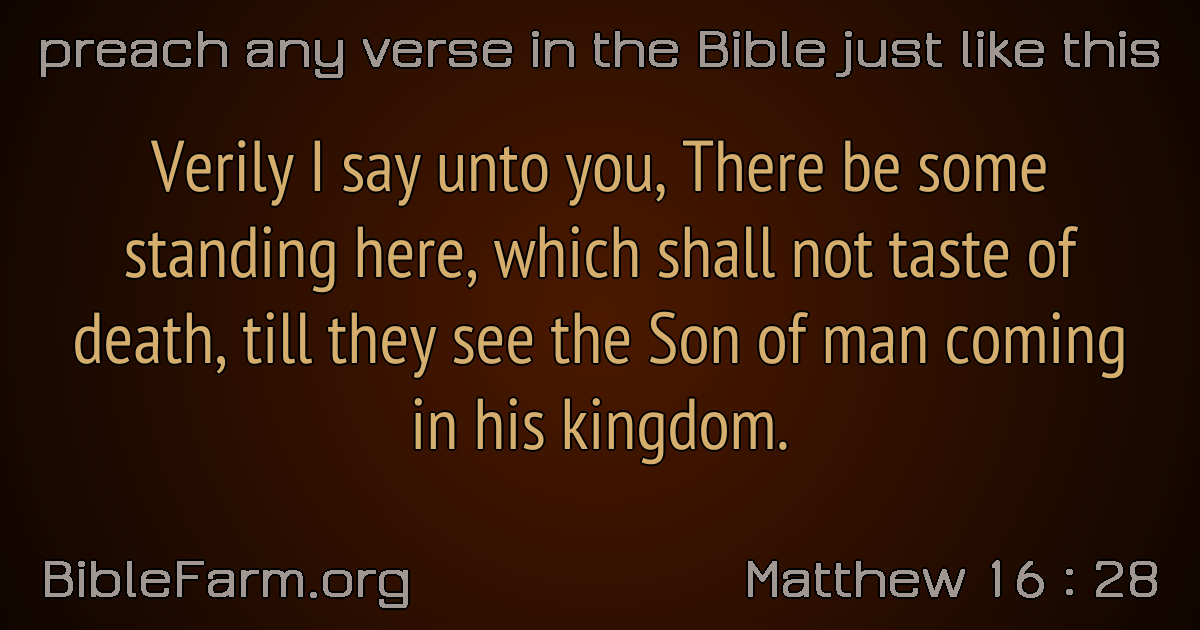 preach any verse in the Bible just like this
Verily I say unto you, There be some
standing here, which shall not taste of
death, till they see the Son of man coming
in his kingdom.
BibleFarm.org
Matthew 16 : 28